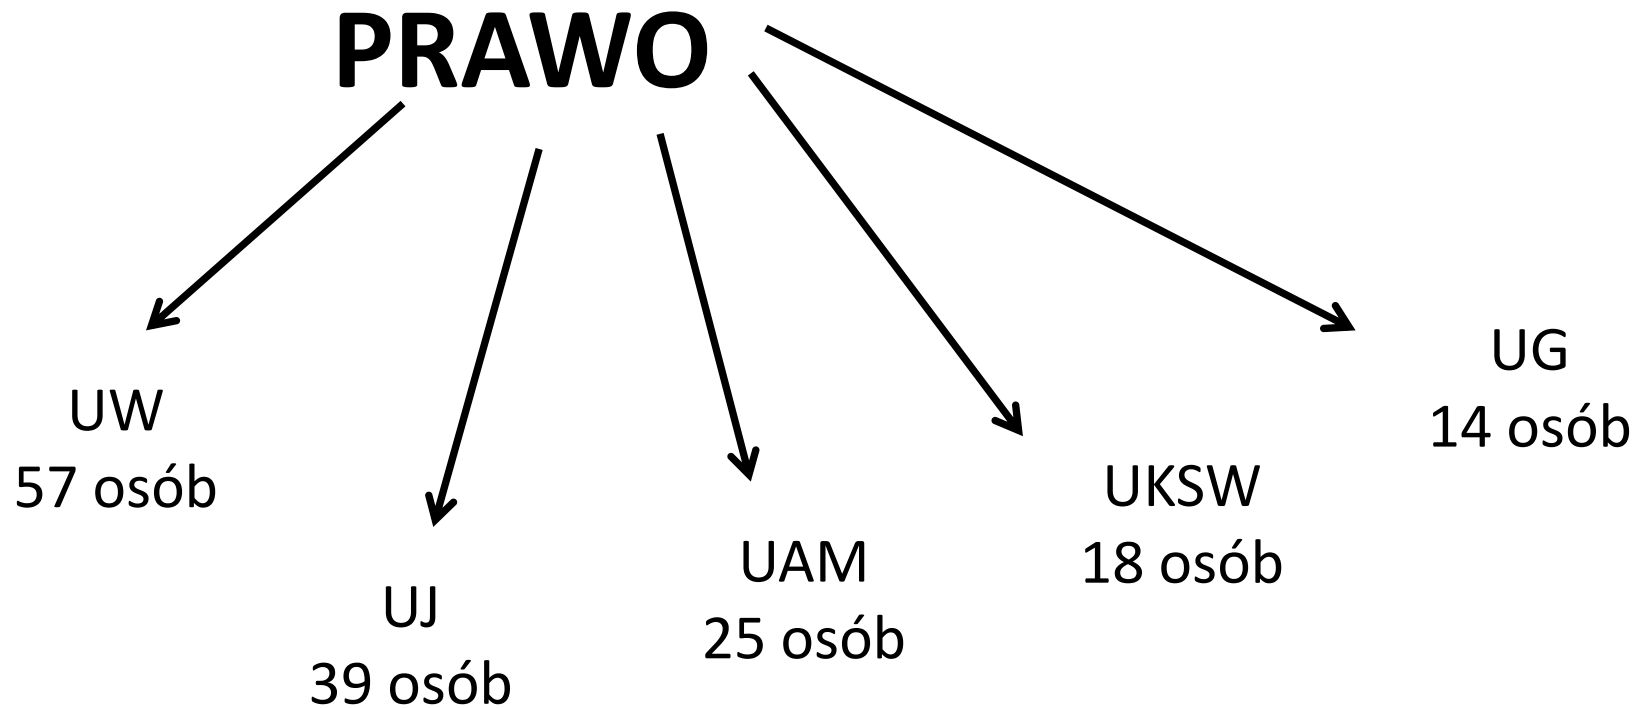 PRAWO
UW
57 osób
UJ
39 osób
UAM
25 osób
UKSW
18 osób
UG
14 osób